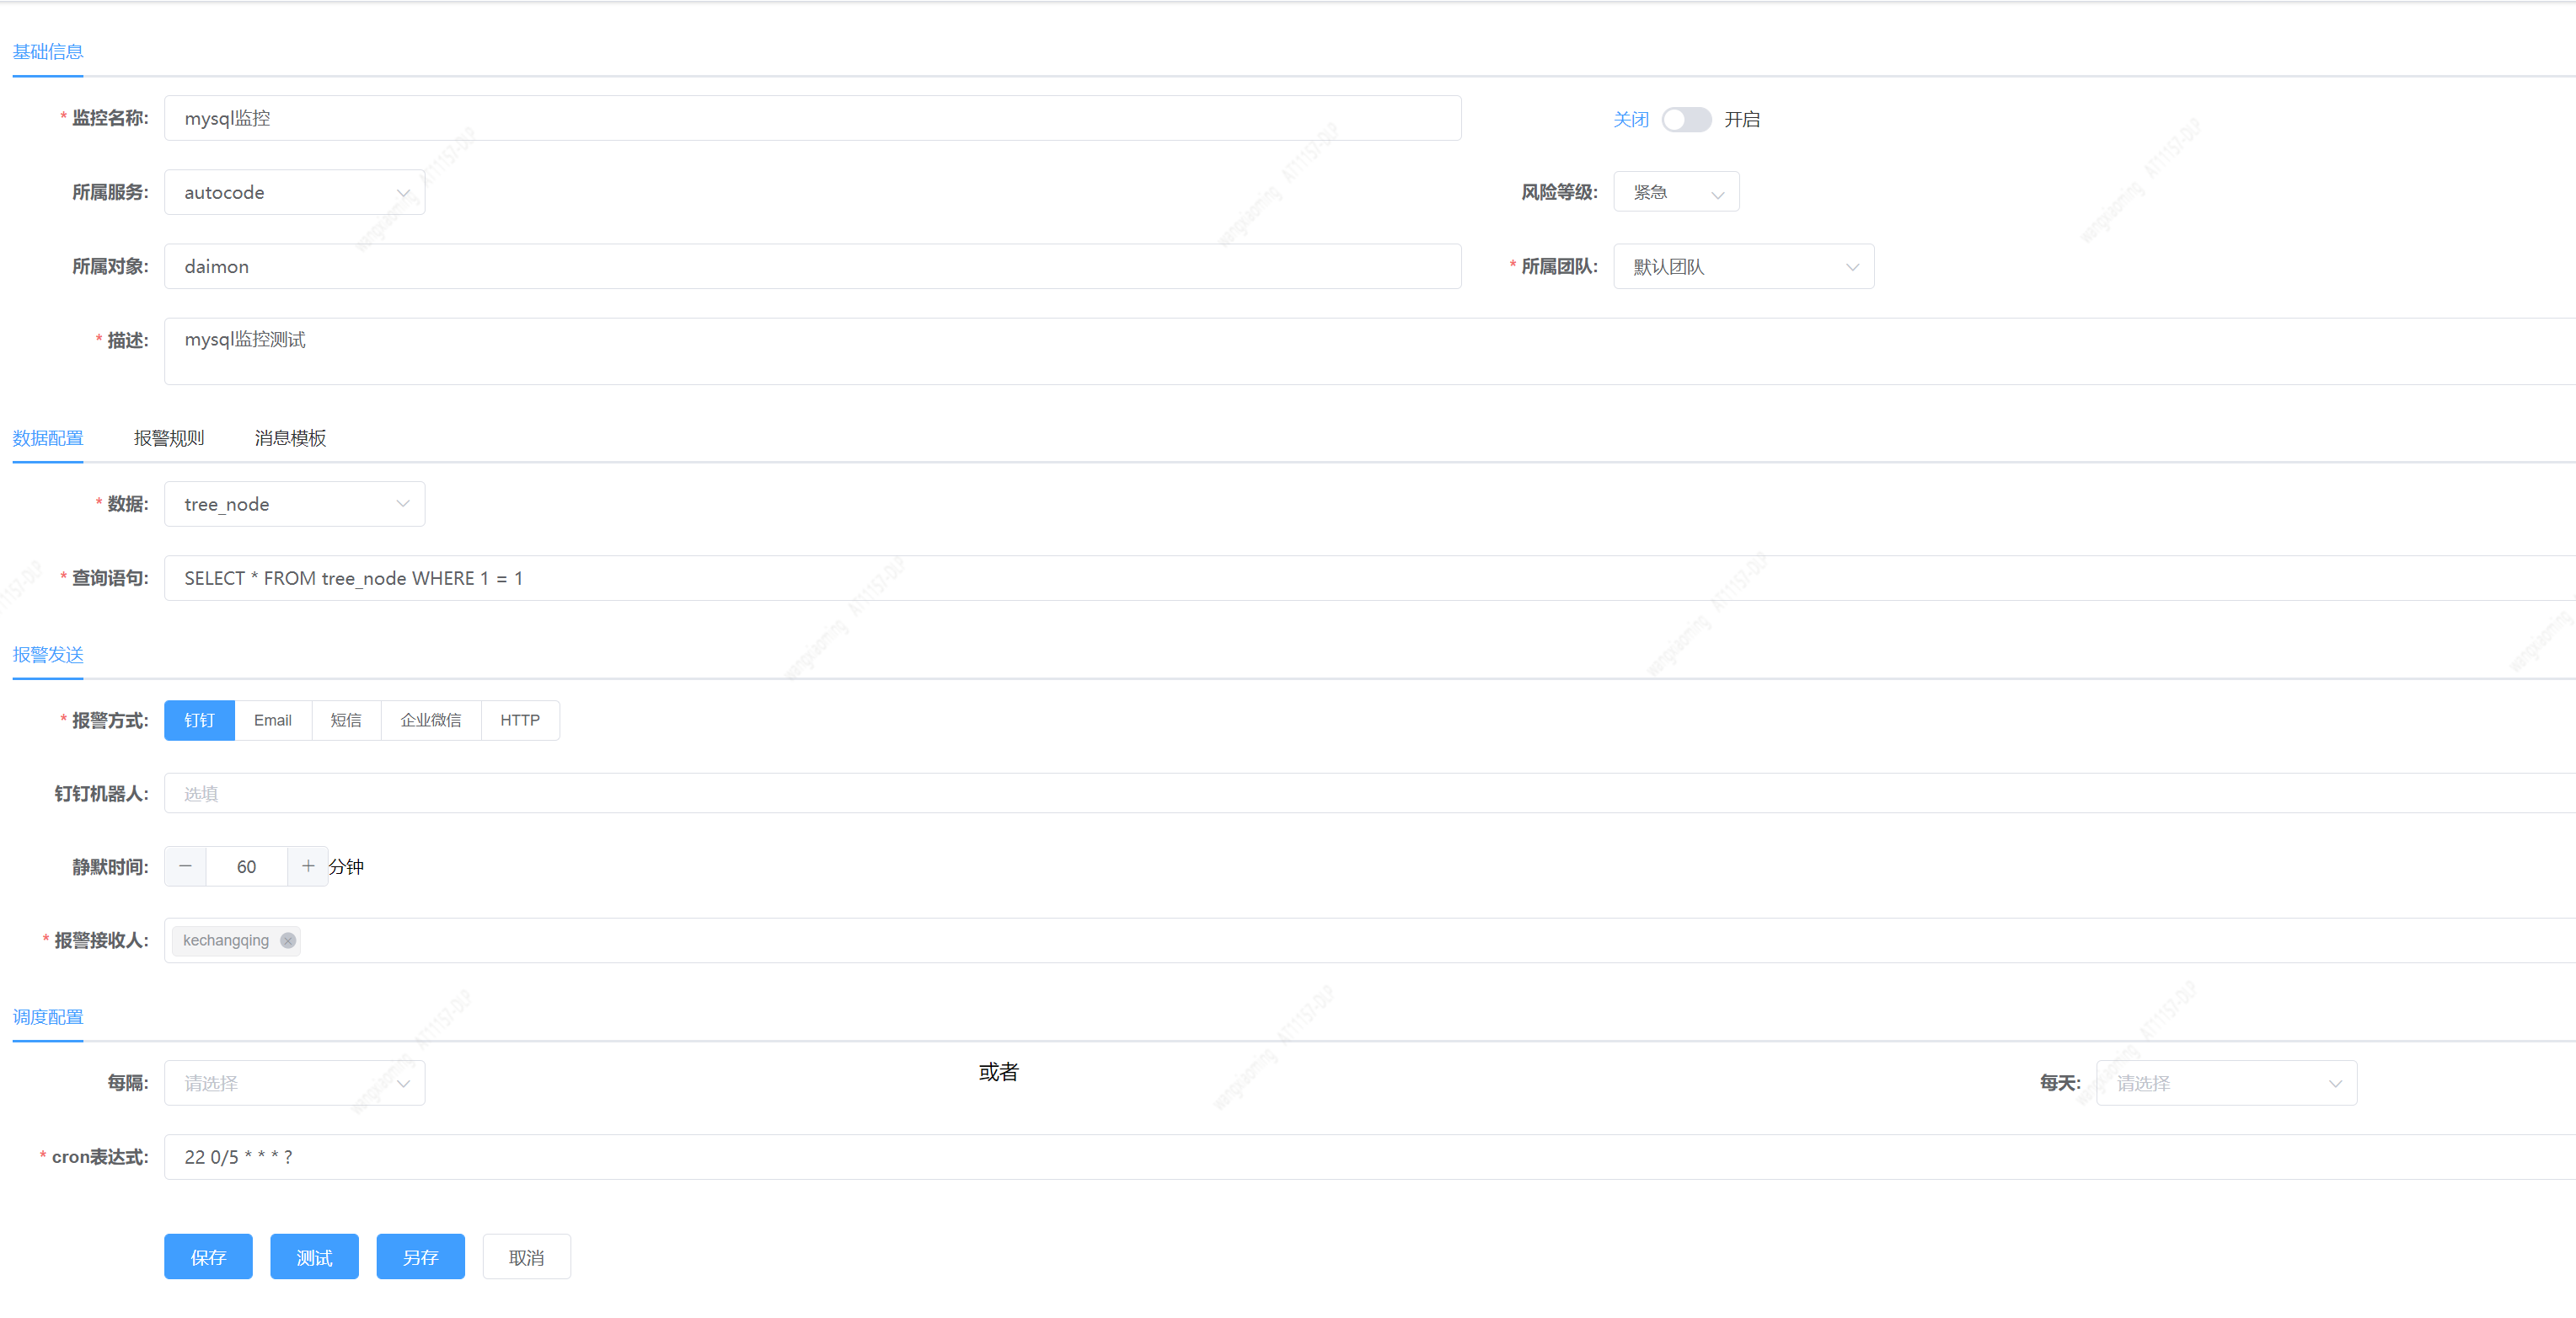 基础信息
* 监控名称: mysql监控 关闭 开启
所属服务: autocode 风险等级: 紧急
所属对象: daimon * 所属团队: 默认团队
* 描述: mysql监控测试
数据配置 报警规则 消息模板
* 数据: tree_node
* 查询语句: SELECT * FROM tree_node WHERE 1 = 1
报警发送
* 报警方式: 钉钉 Email 短信 企业微信 HTTP
钉钉机器人: 选填
静默时间: 60 分钟
* 报警接收人: kechangqing
调度配置
每隔: 请选择 或者 每天: 请选择
* cron表达式: 22 0/5 * * * ?
保存 测试 另存 取消
wangxiaoming AT11157-DLP